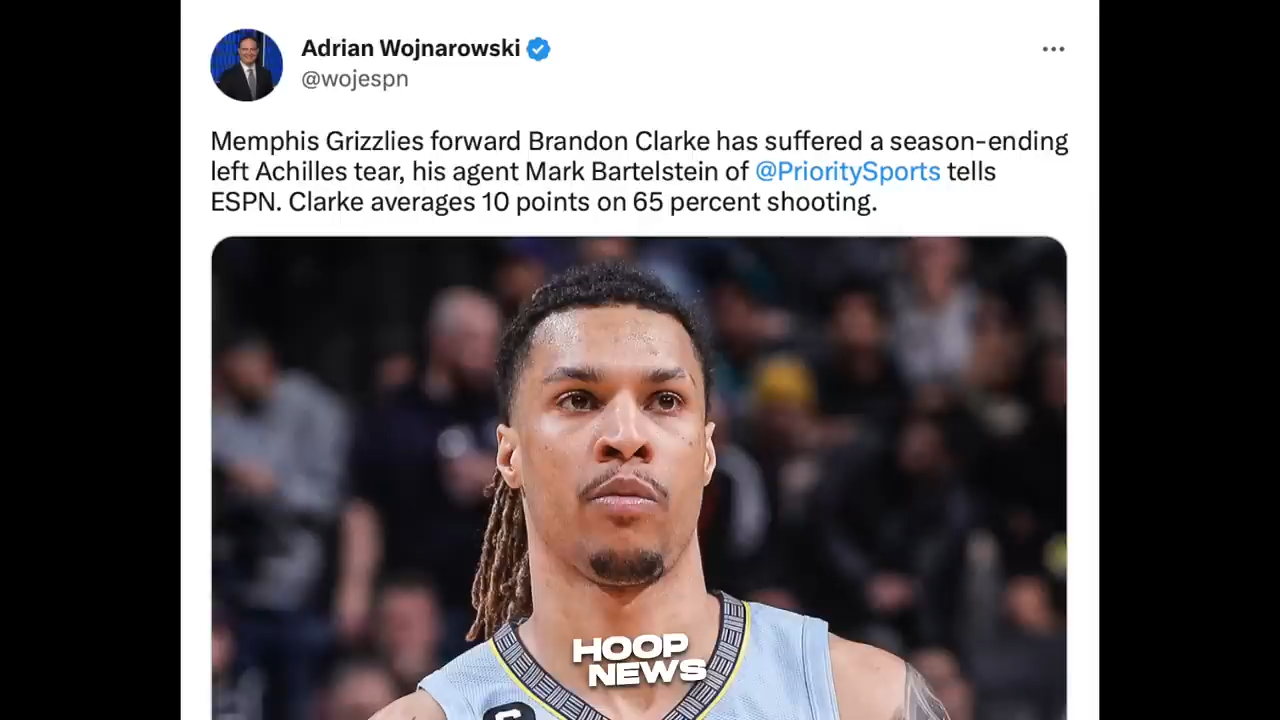 Adrian Wojnarowski
@wojespn
Memphis Grizzlies forward Brandon Clarke has suffered a season-ending
left Achilles tear, his agent Mark Bartelstein of @PrioritySports tells
ESPN. Clarke averages 10 points on 65 percent shooting.
HOOP
NEWS